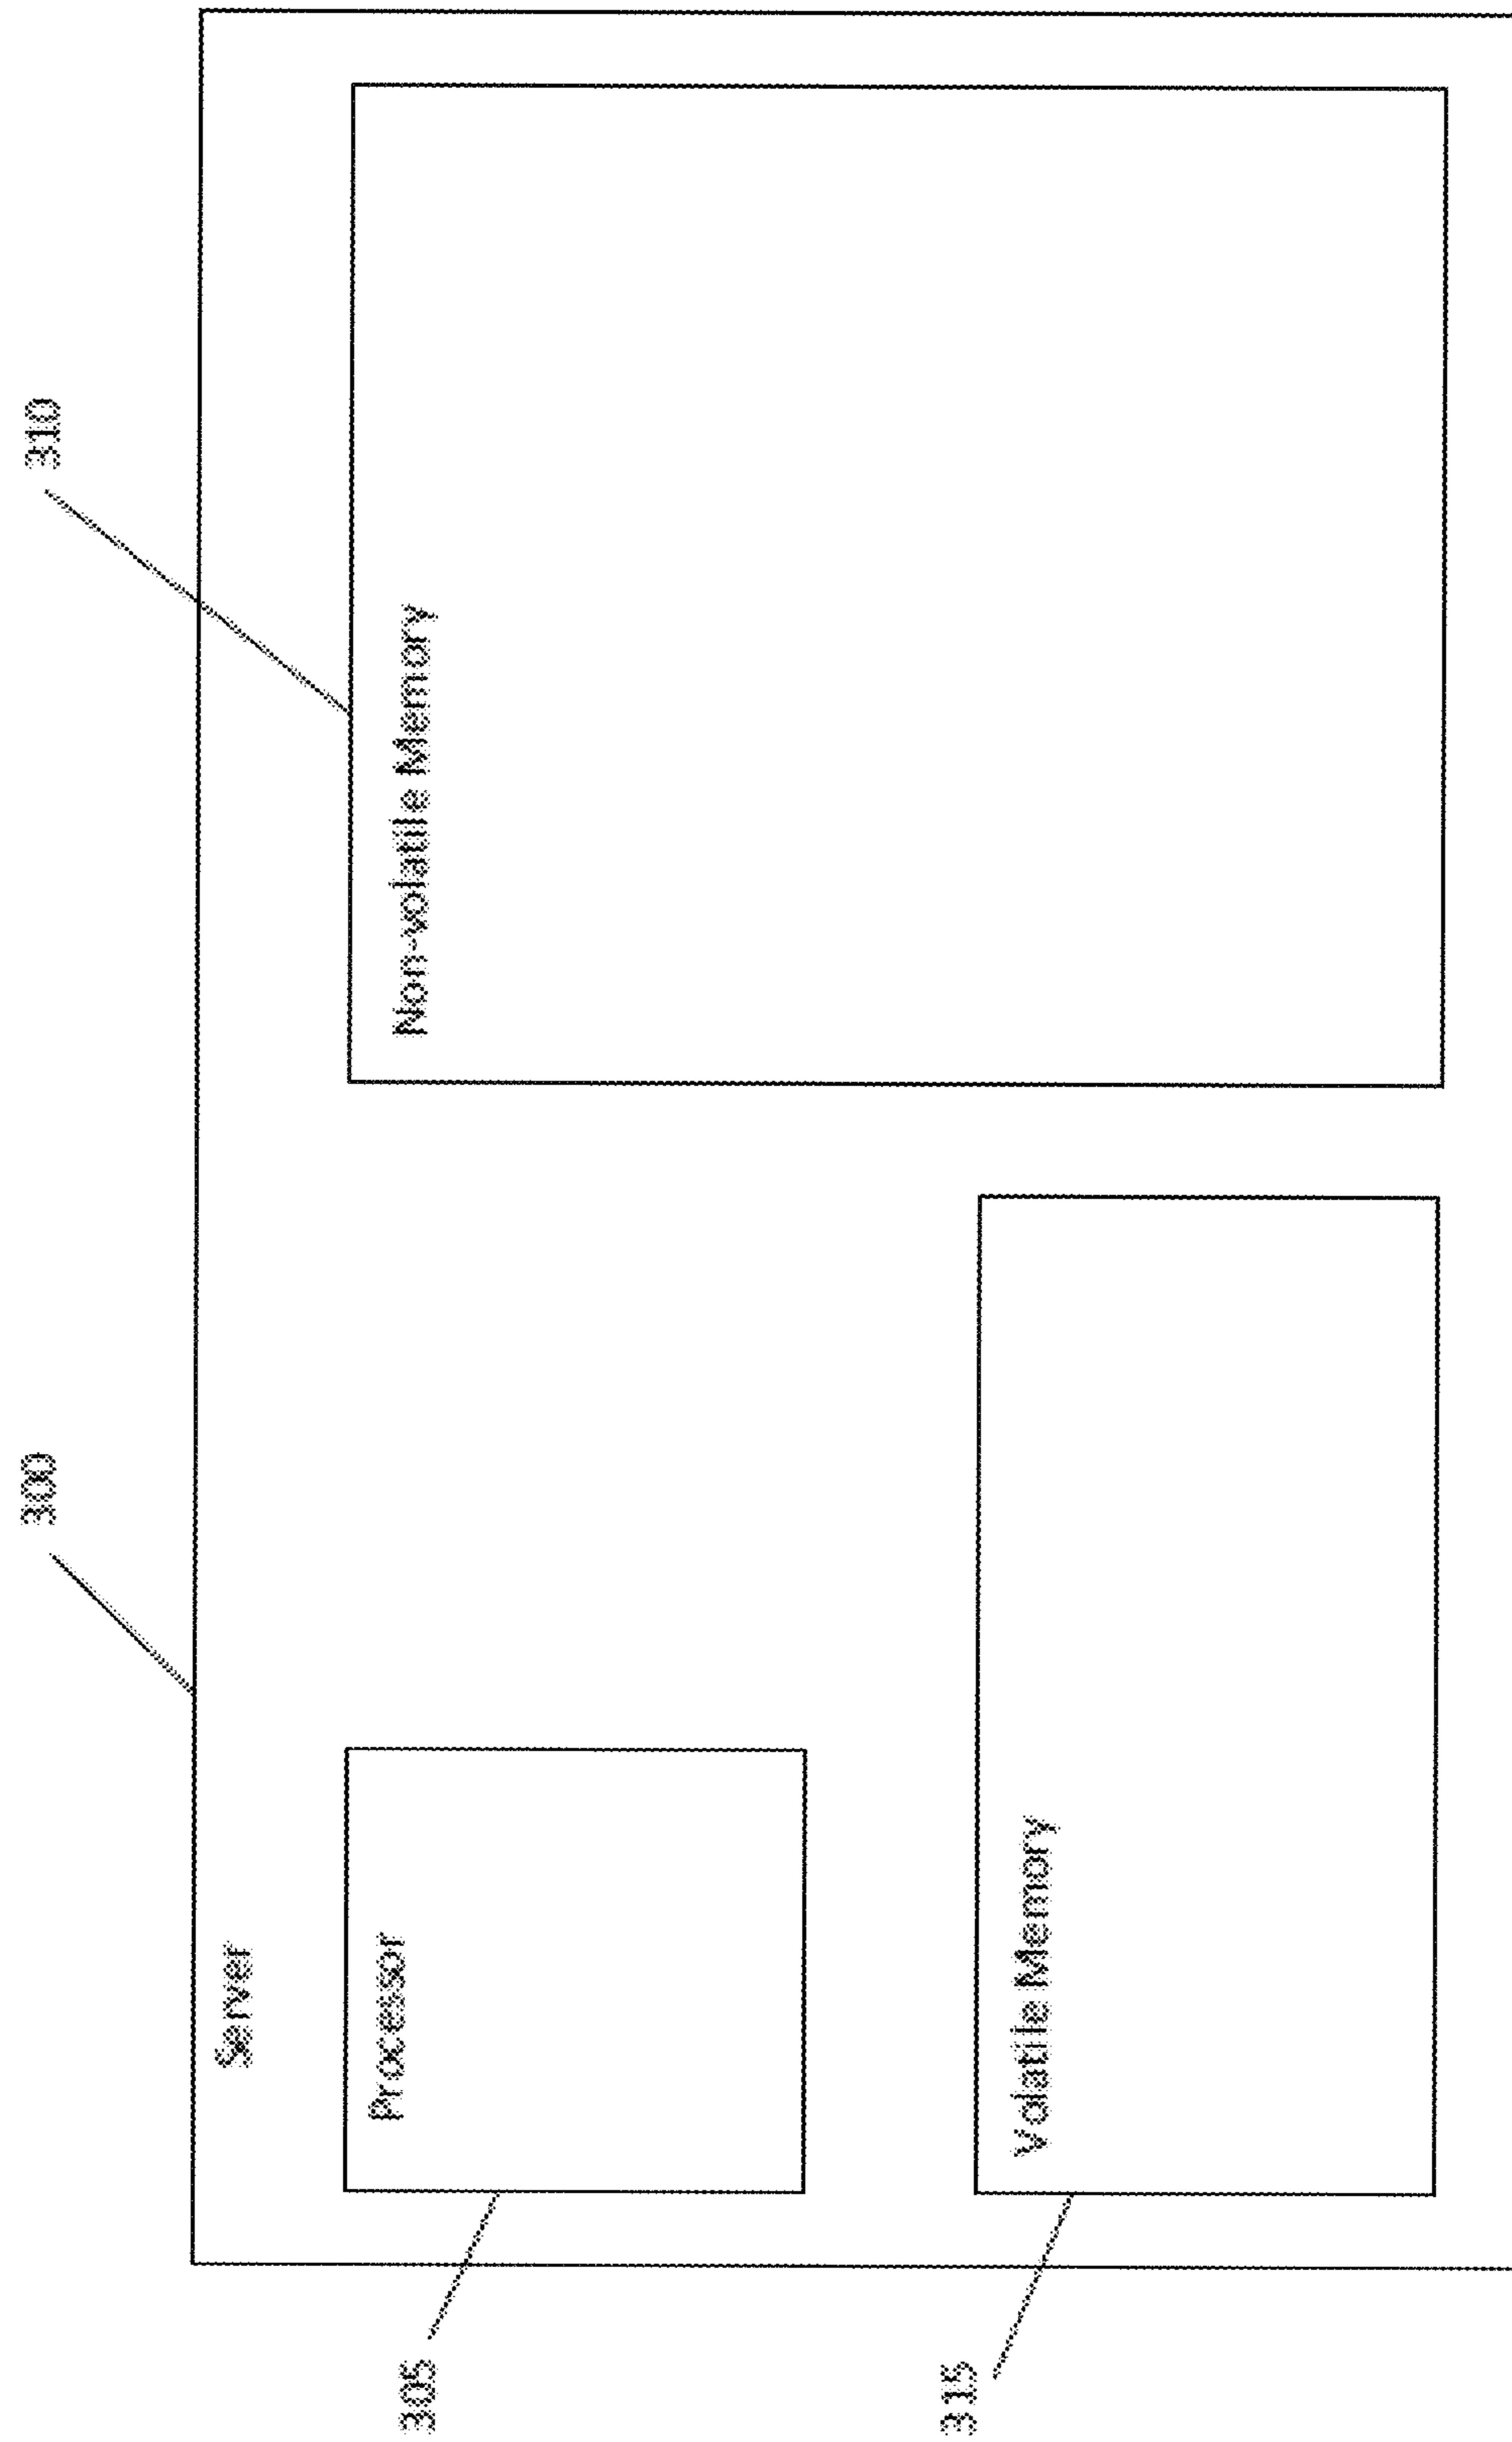 300
310
Server
Processor
Non-volatile Memory
305
Volatile Memory
315